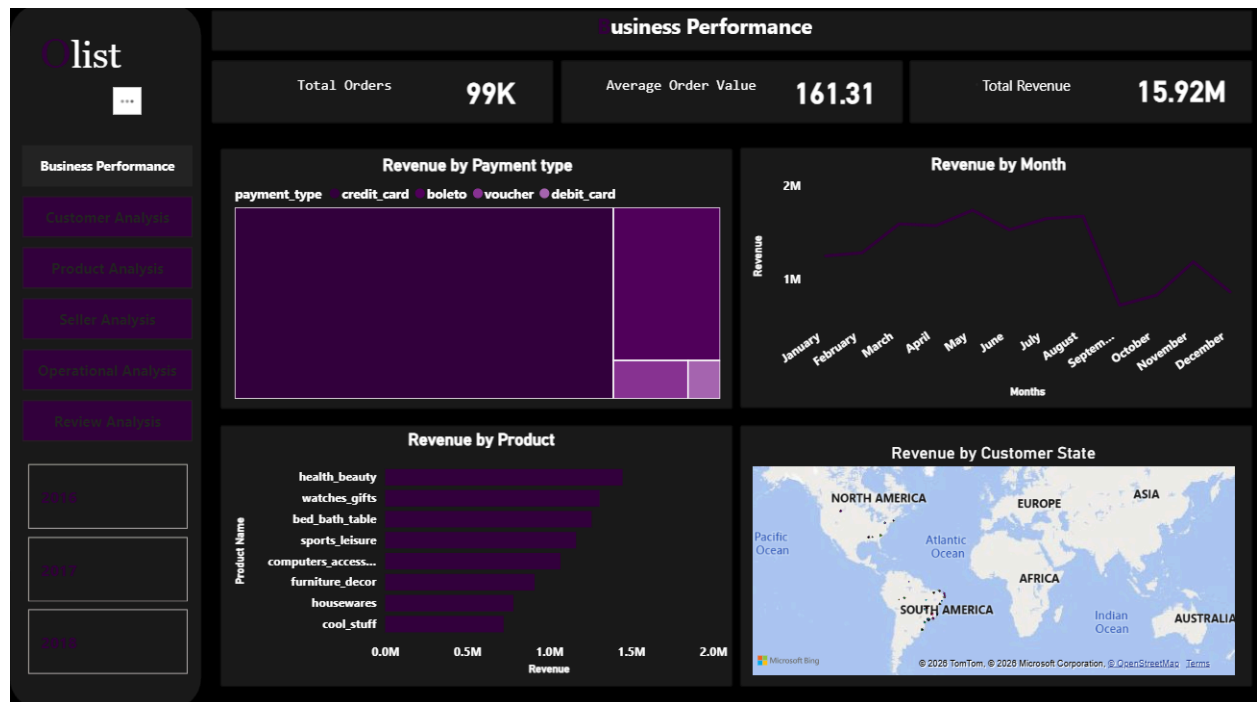 Olist
...
Business Performance
Customer Analysis
Product Analysis
Seller Analysis
Operational Analysis
Review Analysis
2016
2017
2018
Business Performance
Total Orders 99K
Average Order Value 161.31
Total Revenue 15.92M
Revenue by Payment type
payment_type credit_card boleto voucher debit_card
Revenue by Month
2M
1M
Revenue
January February March April May June July August Septem... October November December
Months
Revenue by Product
Product Name
health_beauty
watches_gifts
bed_bath_table
sports_leisure
computers_access...
furniture_decor
housewares
cool_stuff
0.0M 0.5M 1.0M 1.5M 2.0M
Revenue
Revenue by Customer State
NORTH AMERICA
EUROPE
ASIA
Pacific
Ocean
Atlantic
Ocean
AFRICA
SOUTH AMERICA
Indian
Ocean
AUSTRALIA
Microsoft Bing
© 2026 TomTom, © 2026 Microsoft Corporation, © OpenStreetMap Terms